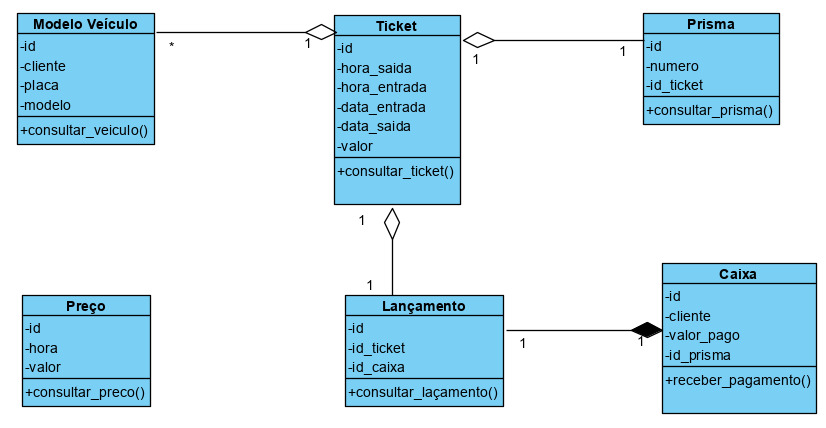 Modelo Veículo
-id
-cliente
-placa
-modelo
+consultar_veiculo()
*
1
Ticket
-id
-hora_saida
-hora_entrada
-data_entrada
-data_saida
-valor
+consultar_ticket()
1
1
Prisma
-id
-numero
-id_ticket
+consultar_prisma()
1
1
Preço
-id
-hora
-valor
+consultar_preco()
Lançamento
-id
-id_ticket
-id_caixa
+consultar_laçamento()
1
1
Caixa
-id
-cliente
-valor_pago
-id_prisma
+receber_pagamento()